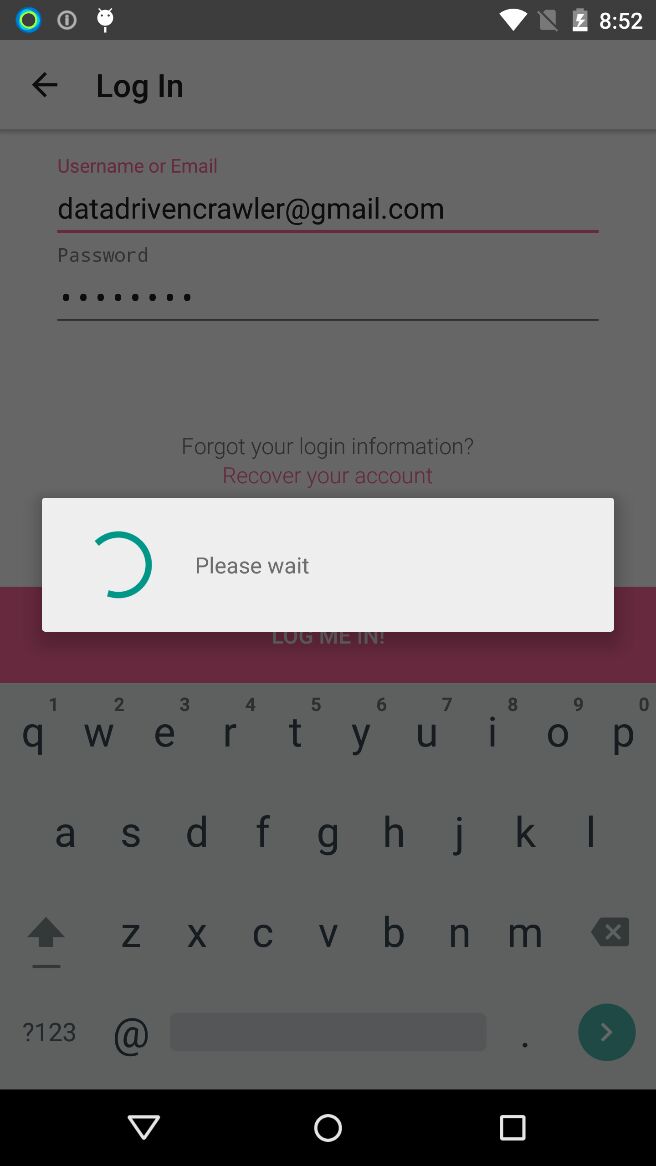 8:52
Log In
Username or Email
datadrivencrawler@gmail.com
Password
••••••••
Forgot your login information?
Recover your account
Please wait
LOG ME IN!
1 2 3 4 5 6 7 8 9 0
q w e r t y u i o p
a s d f g h j k l
z x c v b n m
?123 @ .